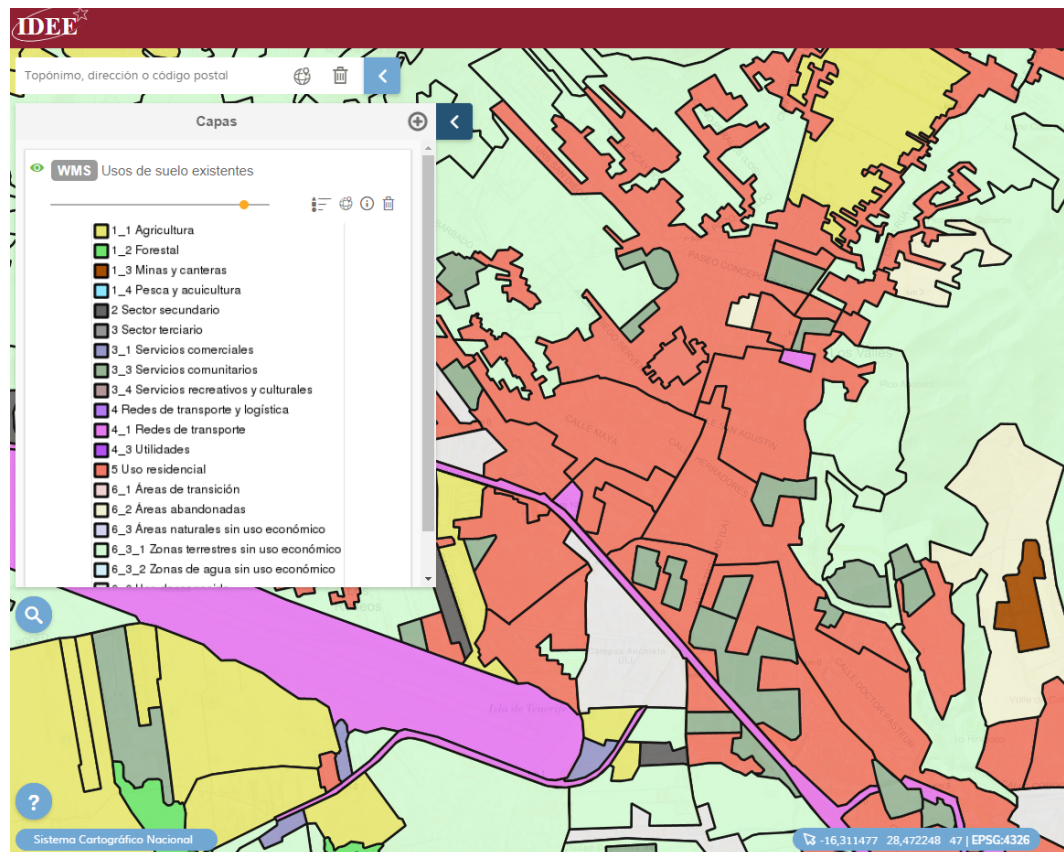 IDEE
Topónimo, dirección o código postal
Capas
WMS Usos de suelo existentes
1_1 Agricultura
1_2 Forestal
1_3 Minas y canteras
1_4 Pesca y acuicultura
2 Sector secundario
3 Sector terciario
3_1 Servicios comerciales
3_3 Servicios comunitarios
3_4 Servicios recreativos y culturales
4 Redes de transporte y logística
4_1 Redes de transporte
4_3 Utilidades
5 Uso residencial
6_1 Áreas de transición
6_2 Áreas abandonadas
6_3 Áreas naturales sin uso económico
6_3_1 Zonas terrestres sin uso económico
6_3_2 Zonas de agua sin uso económico
PASEO
CALLE MAYA
SAN AGUSTIN
CALLE HERRADORES
Campus Anchieta
ULL
Isla de Tenerife
CALLE DOCTOR PASTEUR
?
Sistema Cartográfico Nacional
-16,311477 28,472248 47 | EPSG:4326